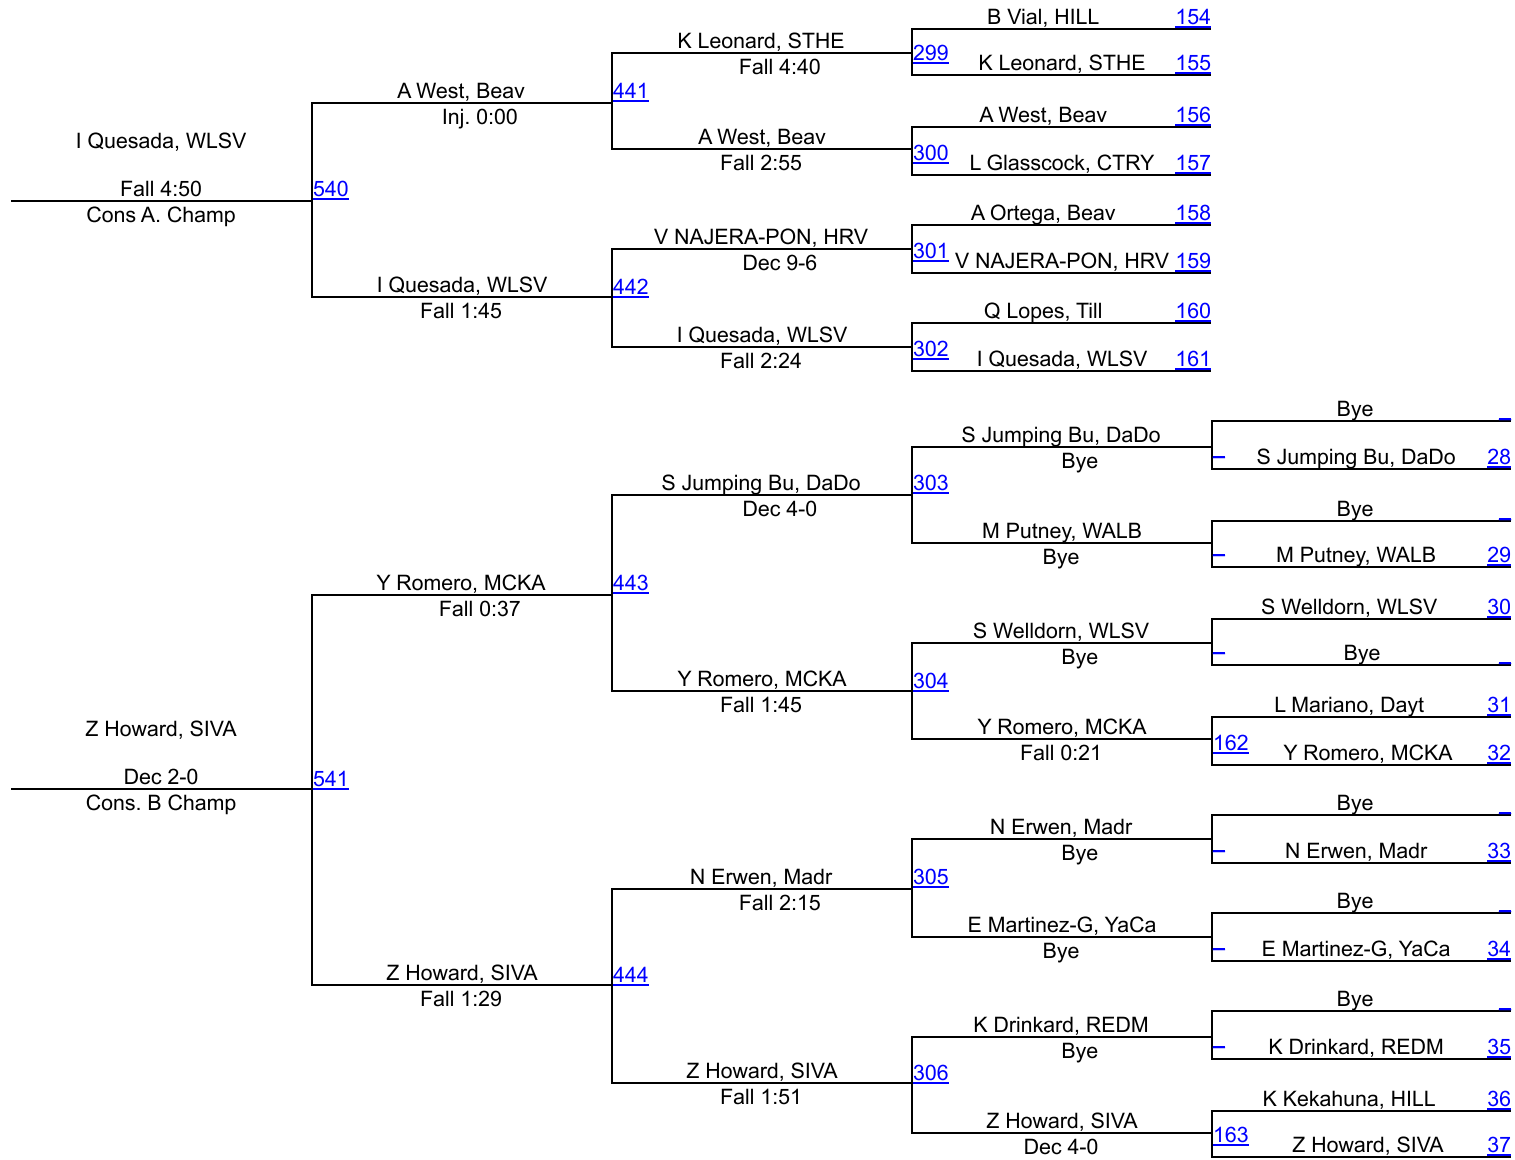 B Vial, HILL 154
K Leonard, STHE
Fall 4:40
299
K Leonard, STHE 155
A West, Beav
Inj. 0:00
441
A West, Beav 156
A West, Beav
Fall 2:55
300
L Glasscock, CTRY 157
I Quesada, WLSV
Fall 4:50
Cons A. Champ
540
A Ortega, Beav 158
V NAJERA-PON, HRV
Dec 9-6
301
V NAJERA-PON, HRV 159
I Quesada, WLSV
Fall 1:45
442
Q Lopes, Till 160
I Quesada, WLSV
Fall 2:24
302
I Quesada, WLSV 161
Bye
S Jumping Bu, DaDo
Bye
S Jumping Bu, DaDo 28
S Jumping Bu, DaDo
Dec 4-0
303
Bye
M Putney, WALB
Bye
M Putney, WALB 29
Y Romero, MCKA
Fall 0:37
443
S Welldorn, WLSV 30
S Welldorn, WLSV
Bye
Bye
Y Romero, MCKA
Fall 1:45
304
L Mariano, Dayt 31
Y Romero, MCKA
Fall 0:21
162
Y Romero, MCKA 32
Z Howard, SIVA
Dec 2-0
Cons. B Champ
541
Bye
N Erwen, Madr
Bye
N Erwen, Madr 33
N Erwen, Madr
Fall 2:15
305
Bye
E Martinez-G, YaCa
Bye
E Martinez-G, YaCa 34
Z Howard, SIVA
Fall 1:29
444
Bye
K Drinkard, REDM
Bye
K Drinkard, REDM 35
Z Howard, SIVA
Fall 1:51
306
K Kekahuna, HILL 36
Z Howard, SIVA
Dec 4-0
163
Z Howard, SIVA 37